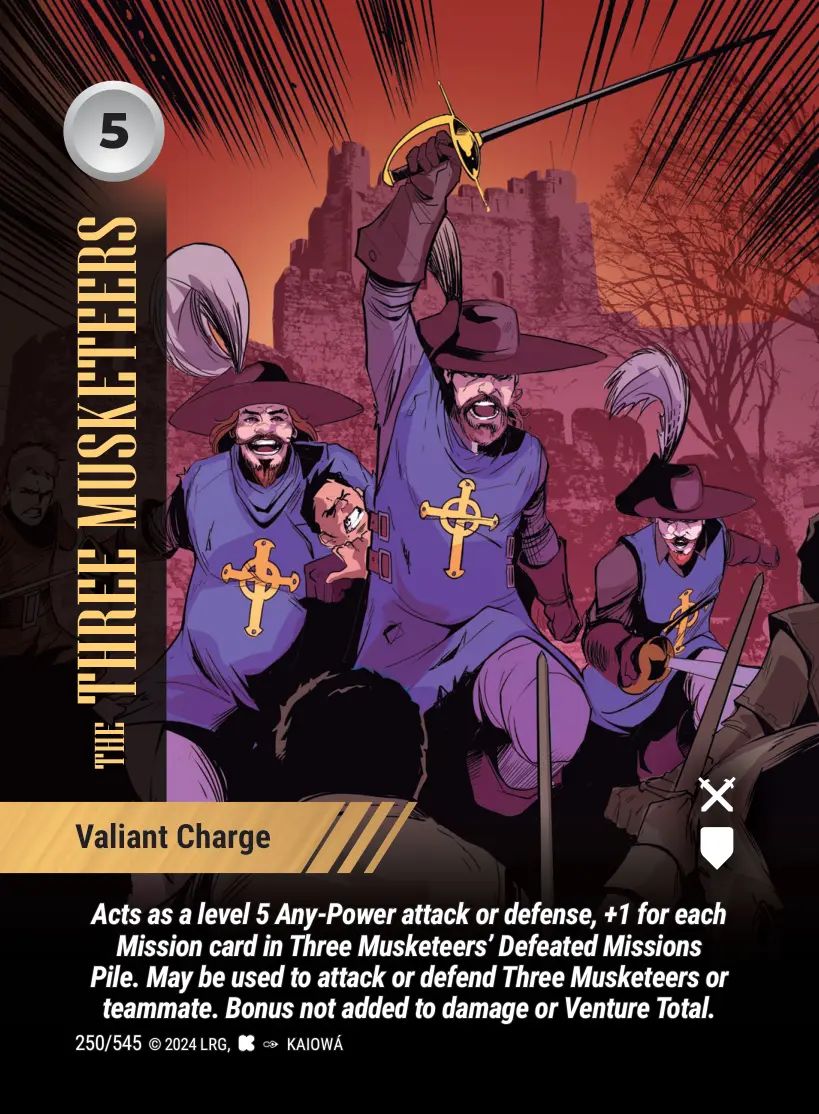 5
THE THREE MUSKETEERS
Valiant Charge
Acts as a level 5 Any-Power attack or defense, +1 for each
Mission card in Three Musketeers’ Defeated Missions
Pile. May be used to attack or defend Three Musketeers or
teammate. Bonus not added to damage or Venture Total.
250/545 © 2024 LRG, KAIOWÁ